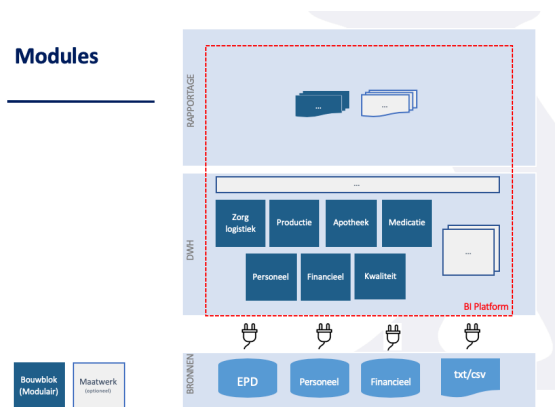 Modules
RAPPORTAGE
...
...
DWH
...
Zorg
logistiek
Productie
Apotheek
Medicatie
...
Personeel
Financieel
Kwaliteit
BI Platform
BRONNEN
EPD
Personeel
Financieel
txt/csv
Bouwblok
(Modulair)
Maatwerk
(optioneel)